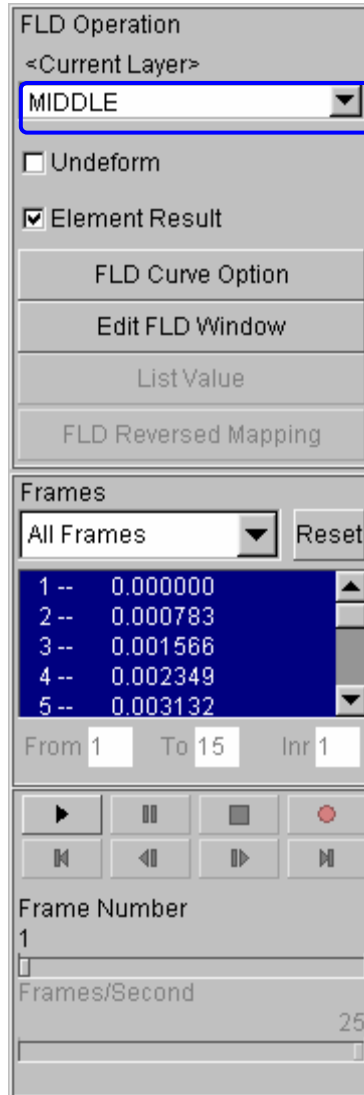 FLD Operation
<Current Layer>
MIDDLE
Undeform
Element Result
FLD Curve Option
Edit FLD Window
List Value
FLD Reversed Mapping
Frames
All Frames Reset
1 -- 0.000000
2 -- 0.000783
3 -- 0.001566
4 -- 0.002349
5 -- 0.003132
From 1 To 15 Inr 1
Frame Number
1
Frames/Second
25